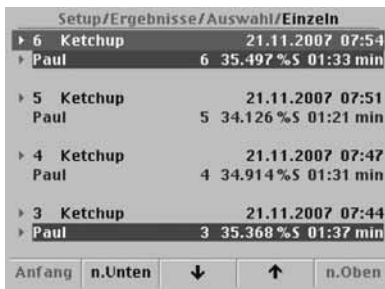 Setup/Ergebnisse/Auswahl/Einzeln
6 Ketchup 21.11.2007 07:54
Paul 6 35.497 %S 01:33 min
5 Ketchup 21.11.2007 07:51
Paul 5 34.126 %S 01:21 min
4 Ketchup 21.11.2007 07:47
Paul 4 34.914 %S 01:31 min
3 Ketchup 21.11.2007 07:44
Paul 3 35.368 %S 01:37 min
Anfang n.Unten ↓ ↑ n.Oben